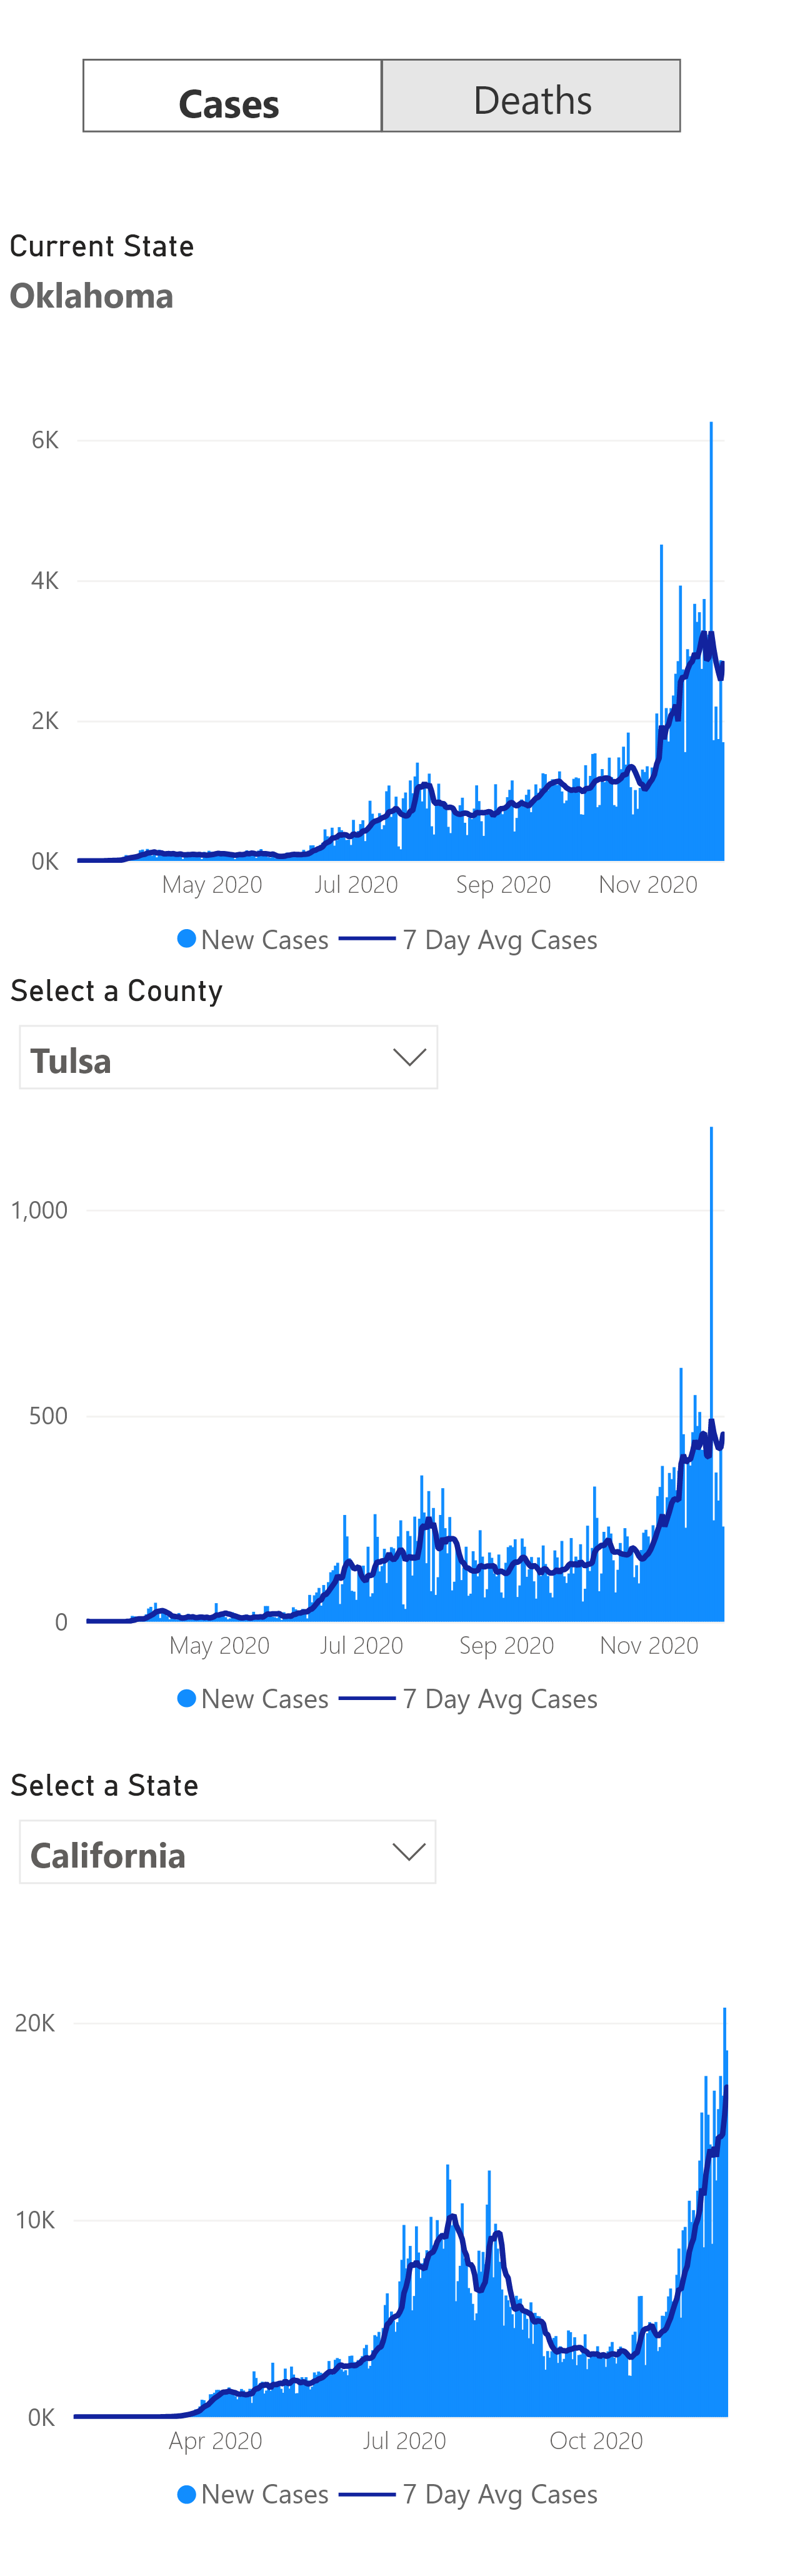 Cases Deaths
Current State
Oklahoma
6K
4K
2K
0K
May 2020 Jul 2020 Sep 2020 Nov 2020
New Cases 7 Day Avg Cases
Select a County
Tulsa
1,000
500
0
May 2020 Jul 2020 Sep 2020 Nov 2020
New Cases 7 Day Avg Cases
Select a State
California
20K
10K
0K
Apr 2020 Jul 2020 Oct 2020
New Cases 7 Day Avg Cases